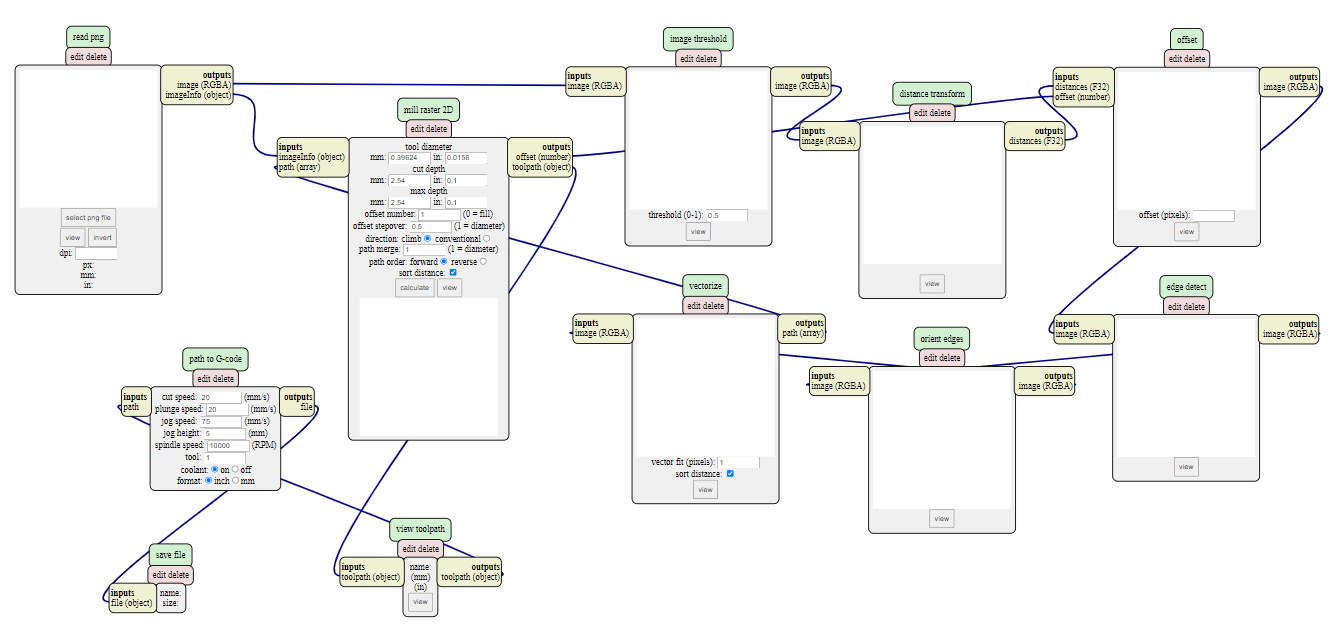 read png
edit delete
outputs
image (RGBA)
imageInfo (object)
select png file
view invert
dpi:
px:
mm:
in:
mill raster 2D
edit delete
inputs
imageInfo (object)
path (array)
tool diameter
mm: 0.39624 in: 0.0156
cut depth
mm: 2.54 in: 0.1
max depth
mm: 2.54 in: 0.1
offset number: 1 (0 = fill)
offset stepover: 0.5 (1 = diameter)
direction: climb conventional
path merge: 1 (1 = diameter)
path order: forward reverse
sort distance:
calculate view
outputs
offset (number)
toolpath (object)
image threshold
edit delete
inputs
image (RGBA)
outputs
image (RGBA)
threshold (0-1): 0.5
view
distance transform
edit delete
inputs
image (RGBA)
outputs
distances (F32)
view
offset
edit delete
inputs
distances (F32)
offset (number)
outputs
image (RGBA)
offset (pixels):
view
vectorize
edit delete
inputs
image (RGBA)
outputs
path (array)
vector fit (pixels): 1
sort distance:
view
orient edges
edit delete
inputs
image (RGBA)
outputs
image (RGBA)
view
edge detect
edit delete
inputs
image (RGBA)
outputs
image (RGBA)
view
path to G-code
edit delete
inputs
path
cut speed: 20 (mm/s)
plunge speed: 20 (mm/s)
jog speed: 75 (mm/s)
jog height: 5 (mm)
spindle speed: 10000 (RPM)
tool: 1
coolant: on off
format: inch mm
outputs
file
save file
edit delete
inputs
file (object)
name:
size:
view toolpath
edit delete
inputs
toolpath (object)
name:
(mm)
(in)
view
outputs
toolpath (object)